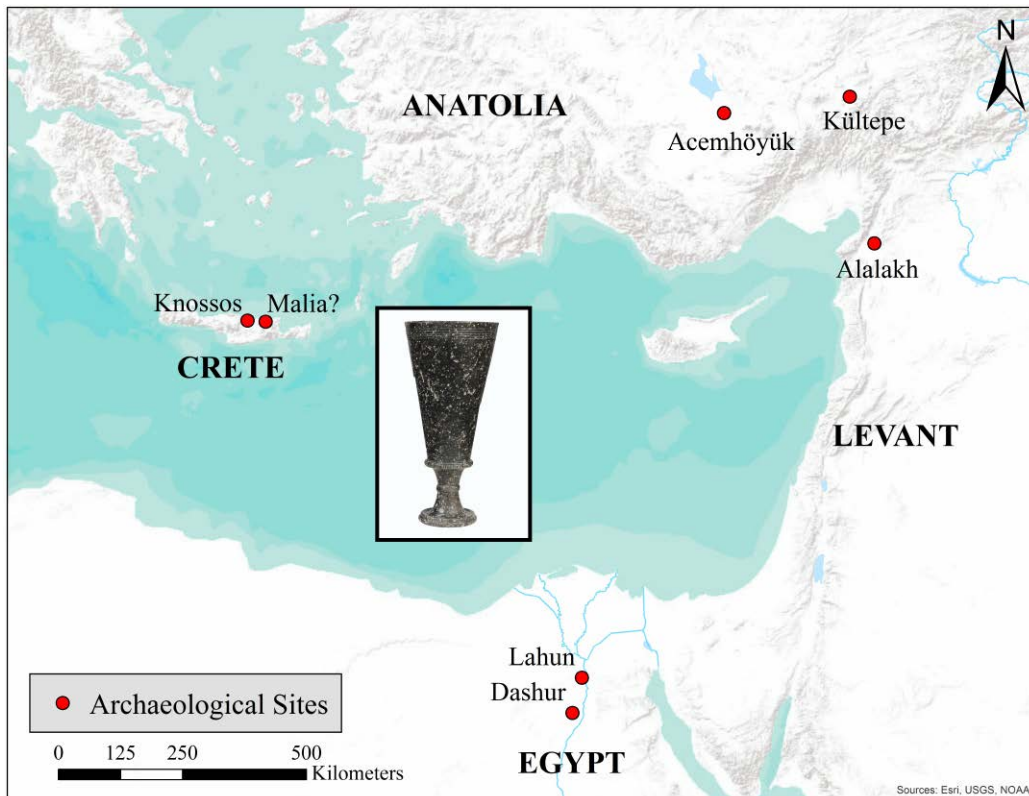 N
ANATOLIA
Acemhöyük
Kültepe
Alalakh
Knossos
Malia?
CRETE
LEVANT
Lahun
Dashur
EGYPT
Archaeological Sites
0 125 250 500
Kilometers
Sources: Esri, USGS, NOAA